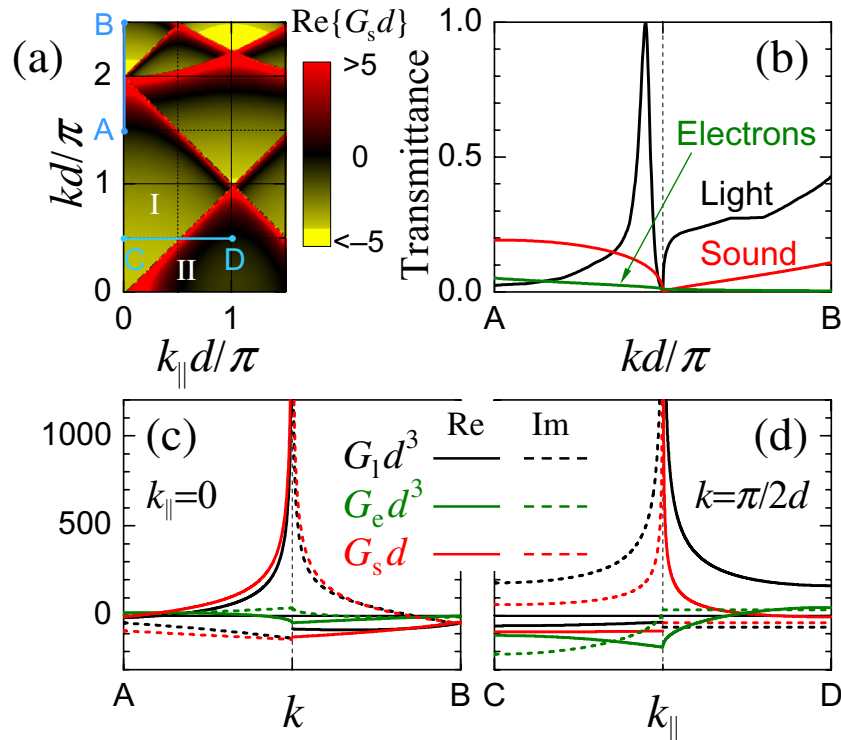 (a)
Re{G_s d}
B
2
A
kd/π
1
I
C
II
D
0
0
1
k_∥d/π
>5
0
<–5
(b)
Transmittance
1.0
0.5
0.0
Electrons
Light
Sound
A
B
kd/π
(c)
k_∥=0
1000
500
0
A
B
k
Re
Im
G_l d^3
G_e d^3
G_s d
(d)
k=π/2d
C
D
k_∥